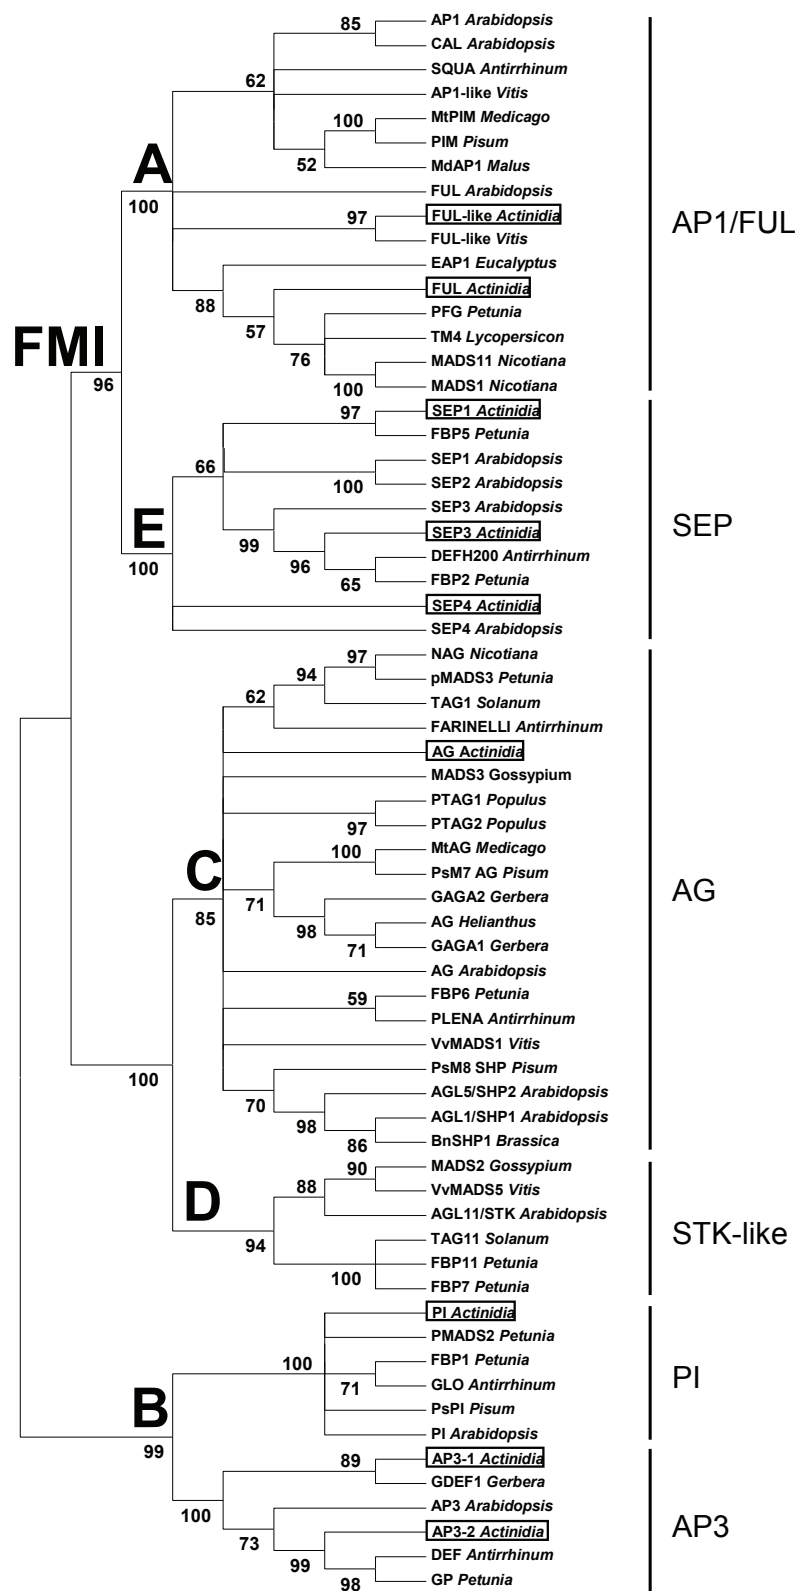 85
AP1 Arabidopsis
CAL Arabidopsis
62
SQUA Antirrhinum
AP1-like Vitis
100
MtPIM Medicago
PIM Pisum
52
MdAP1 Malus
A
100
FUL Arabidopsis
97
FUL-like Actinidia
FUL-like Vitis
AP1/FUL
EAP1 Eucalyptus
88
FUL Actinidia
57
PFG Petunia
76
TM4 Lycopersicon
FMI
96
MADS11 Nicotiana
100
MADS1 Nicotiana
97
SEP1 Actinidia
FBP5 Petunia
66
SEP1 Arabidopsis
100
SEP2 Arabidopsis
SEP3 Arabidopsis
E
99
SEP3 Actinidia
SEP
96
DEFH200 Antirrhinum
100
65
FBP2 Petunia
SEP4 Actinidia
SEP4 Arabidopsis
97
NAG Nicotiana
94
pMADS3 Petunia
62
TAG1 Solanum
FARINELLI Antirrhinum
AG Actinidia
MADS3 Gossypium
PTAG1 Populus
97
PTAG2 Populus
100
MtAG Medicago
C
PsM7 AG Pisum
AG
85
71
GAGA2 Gerbera
98
AG Helianthus
71
GAGA1 Gerbera
AG Arabidopsis
59
FBP6 Petunia
PLENA Antirrhinum
VvMADS1 Vitis
100
PsM8 SHP Pisum
70
AGL5/SHP2 Arabidopsis
98
AGL1/SHP1 Arabidopsis
86
BnSHP1 Brassica
90
MADS2 Gossypium
88
VvMADS5 Vitis
D
AGL11/STK Arabidopsis
94
TAG11 Solanum
STK-like
100
FBP11 Petunia
FBP7 Petunia
PI Actinidia
PMADS2 Petunia
100
FBP1 Petunia
PI
71
GLO Antirrhinum
B
PsPI Pisum
99
PI Arabidopsis
89
AP3-1 Actinidia
GDEF1 Gerbera
100
AP3 Arabidopsis
AP3
73
AP3-2 Actinidia
99
DEF Antirrhinum
98
GP Petunia